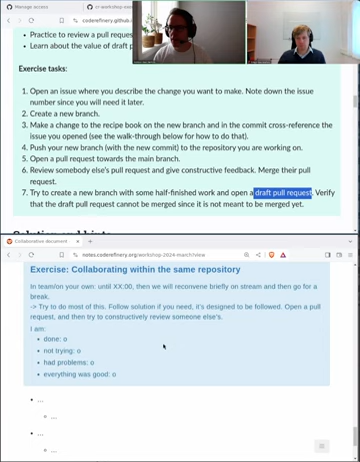 Manage access
coderefinery.github.
Practice to review a pull request
Learn about the value of draft p
Exercise tasks:
1. Open an issue where you describe the change you want to make. Note down the issue
number since you will need it later.
2. Create a new branch.
3. Make a change to the recipe book on the new branch and in the commit cross-reference the
issue you opened (see the walk-through below for how to do that).
4. Push your new branch (with the new commit) to the repository you are working on.
5. Open a pull request towards the main branch.
6. Review somebody else's pull request and give constructive feedback. Merge their pull
request.
7. Try to create a new branch with some half-finished work and open a draft pull request. Verify
that the draft pull request cannot be merged since it is not meant to be merged yet.
Collaborative document
notes.coderefinery.org/workshop-2024-march?view
Exercise: Collaborating within the same repository
In team/on your own: until XX:00, then we will reconvene briefly on stream and then go for a
break.
-> Try to do most of this. Follow solution if you need, it's designed to be followed. Open a pull
request, and then try to constructively review someone else's.
I am:
• done: o
• not trying: o
• had problems: o
• everything was good: o
• ...
◦ ...
• ...
◦ ...